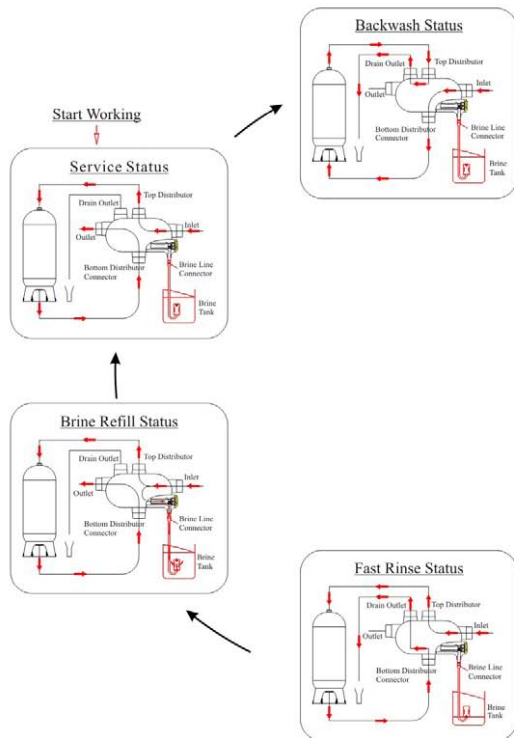 Backwash Status
Drain Outlet
Top Distributor
Outlet
Inlet
Bottom Distributor
Connector
Brine Line
Connector
Brine
Tank
Start Working
Service Status
Drain Outlet
Top Distributor
Outlet
Inlet
Bottom Distributor
Connector
Brine Line
Connector
Brine
Tank
Brine Refill Status
Drain Outlet
Top Distributor
Outlet
Inlet
Bottom Distributor
Connector
Brine Line
Connector
Brine
Tank
Fast Rinse Status
Drain Outlet
Top Distributor
Outlet
Inlet
Bottom Distributor
Connector
Brine Line
Connector
Brine
Tank